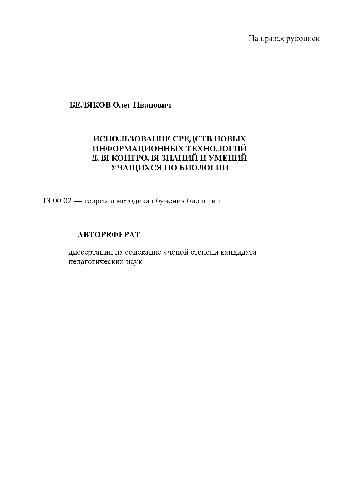 На правах рукописи
БЕЛЯКОВ Олег Иванович
ИСПОЛЬЗОВАНИЕ СРЕДСТВ НОВЫХ
ИНФОРМАЦИОННЫХ ТЕХНОЛОГИЙ
ДЛЯ КОНТРОЛЯ ЗНАНИЙ И УМЕНИЙ
УЧАЩИХСЯ ПО БИОЛОГИИ
13.00.02 — теория и методика обучения биологии
АВТОРЕФЕРАТ
диссертации на соискание ученой степени кандидата
педагогических наук